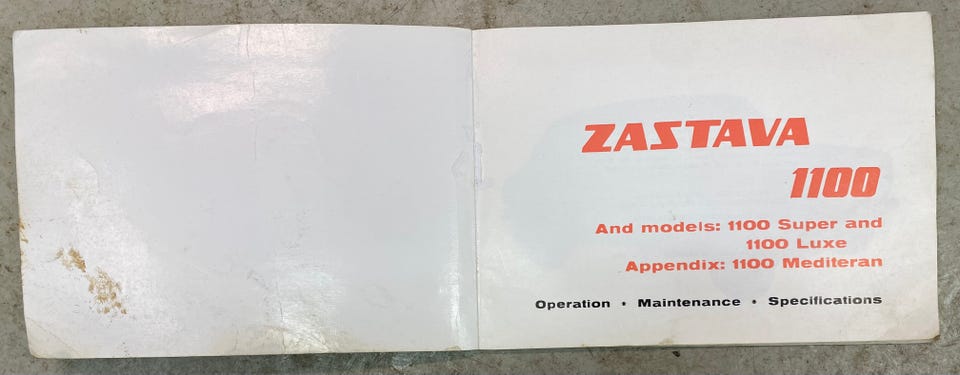 ZASTAVA
1100
And models: 1100 Super and
1100 Luxe
Appendix: 1100 Mediteran
Operation • Maintenance • Specifications